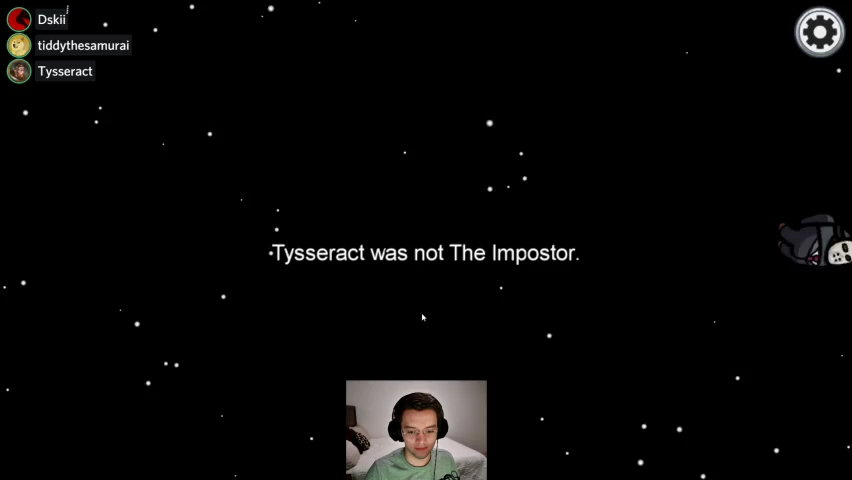 Dskii
tiddythesamurai
Tysseract
Tysseract was not The Impostor.